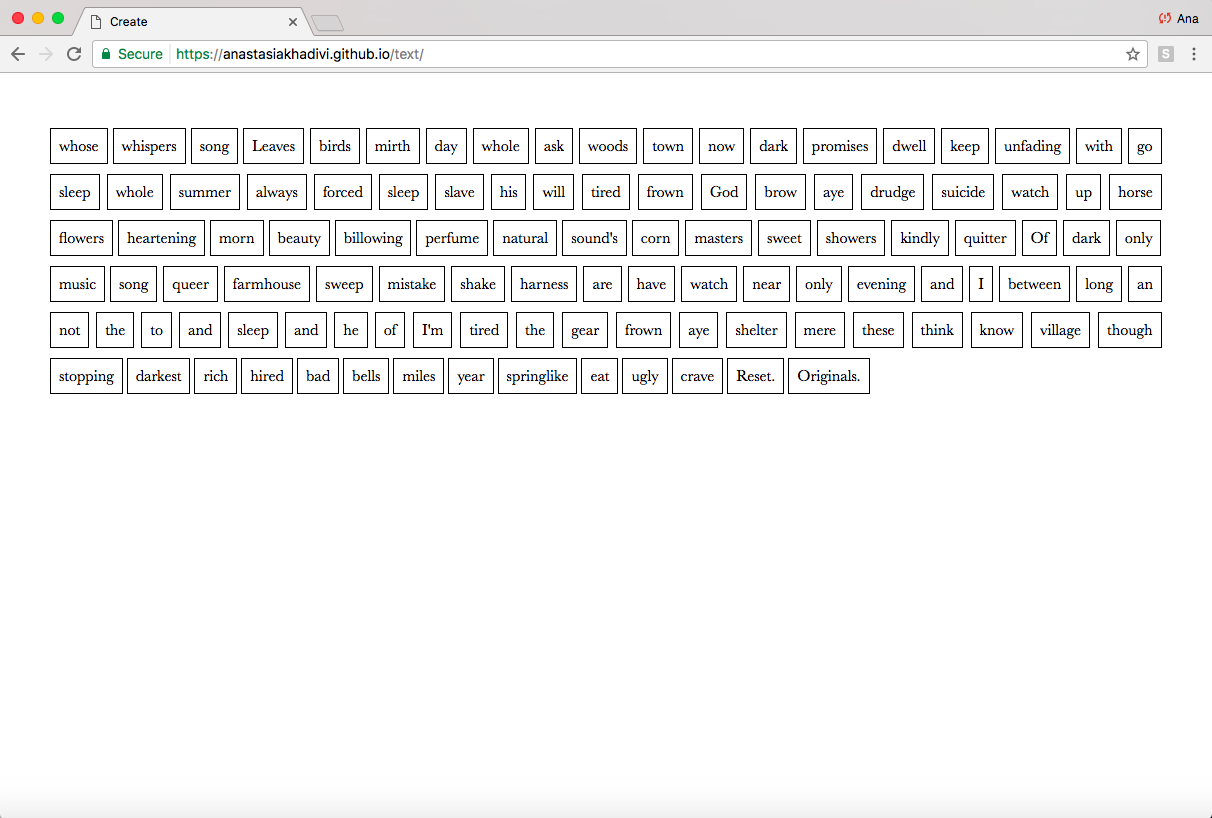 Create
Ana
Secure https://anastasiakhadivi.github.io/text/
S
whose whispers song Leaves birds mirth day whole ask woods town now dark promises dwell keep unfading with go
sleep whole summer always forced sleep slave his will tired frown God brow aye drudge suicide watch up horse
flowers heartening morn beauty billowing perfume natural sound's corn masters sweet showers kindly quitter Of dark only
music song queer farmhouse sweep mistake shake harness are have watch near only evening and I between long an
not the to and sleep and he of I'm tired the gear frown aye shelter mere these think know village though
stopping darkest rich hired bad bells miles year springlike eat ugly crave Reset. Originals.